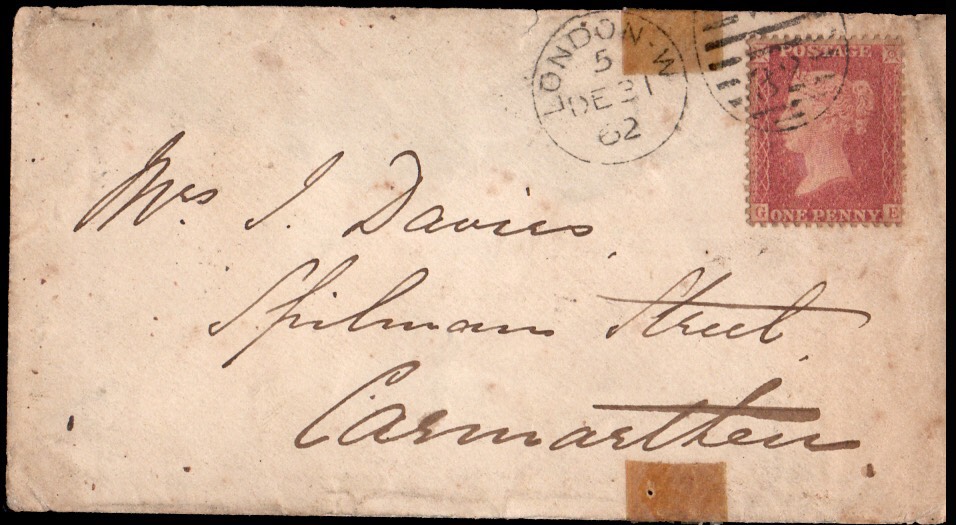 LONDON·W
5
DE 31
62
POSTAGE
ONE PENNY
G E
Mrs J. Davies
Spilman Street
Carmarthen